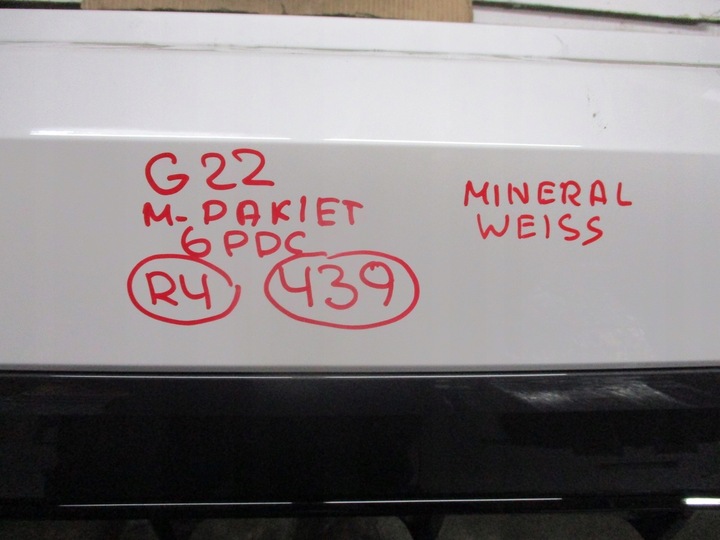 G22
M-PAKIET
6PDC
R4 439
MINERAL
WEISS